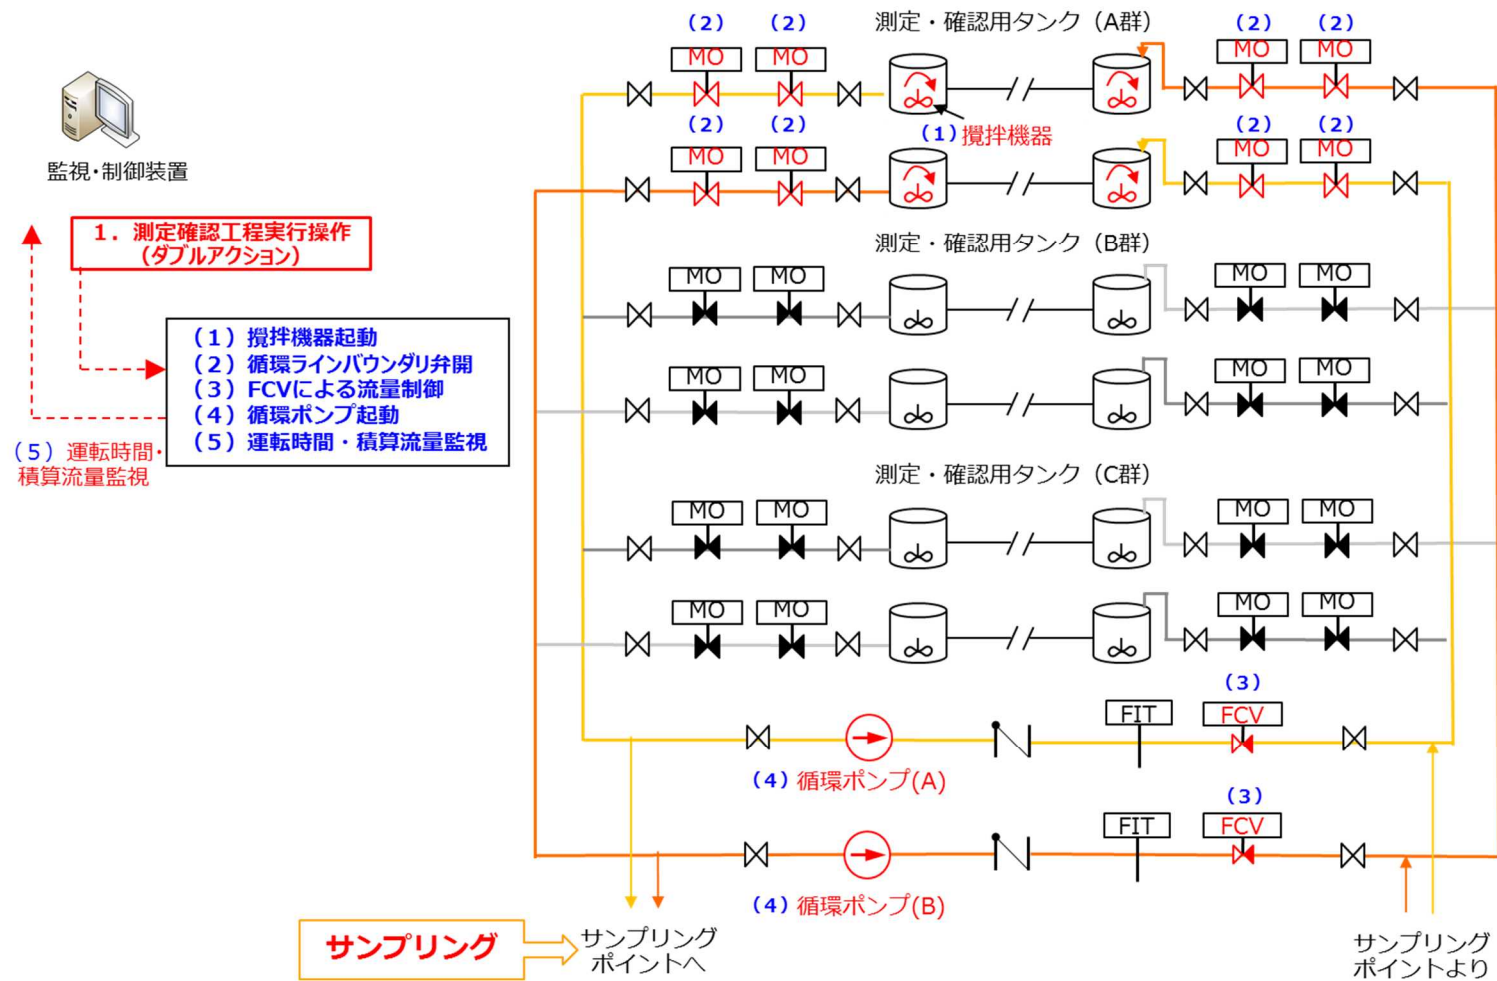 (2)
(2)
測定・確認用タンク（A群）
(2)
(2)
MO
MO
MO
MO
(1) 攪拌機器
(2)
(2)
(2)
(2)
MO
MO
MO
MO
監視・制御装置
1. 測定確認工程実行操作
（ダブルアクション）
測定・確認用タンク（B群）
MO
MO
MO
MO
（1）攪拌機器起動
（2）循環ラインバウンダリ弁開
（3）FCVによる流量制御
（4）循環ポンプ起動
（5）運転時間・積算流量監視
MO
MO
MO
MO
（5）運転時間・
積算流量監視
測定・確認用タンク（C群）
MO
MO
MO
MO
MO
MO
MO
MO
(3)
FIT
FCV
(4) 循環ポンプ(A)
(3)
FIT
FCV
(4) 循環ポンプ(B)
サンプリング
サンプリング
ポイントへ
サンプリング
ポイントより